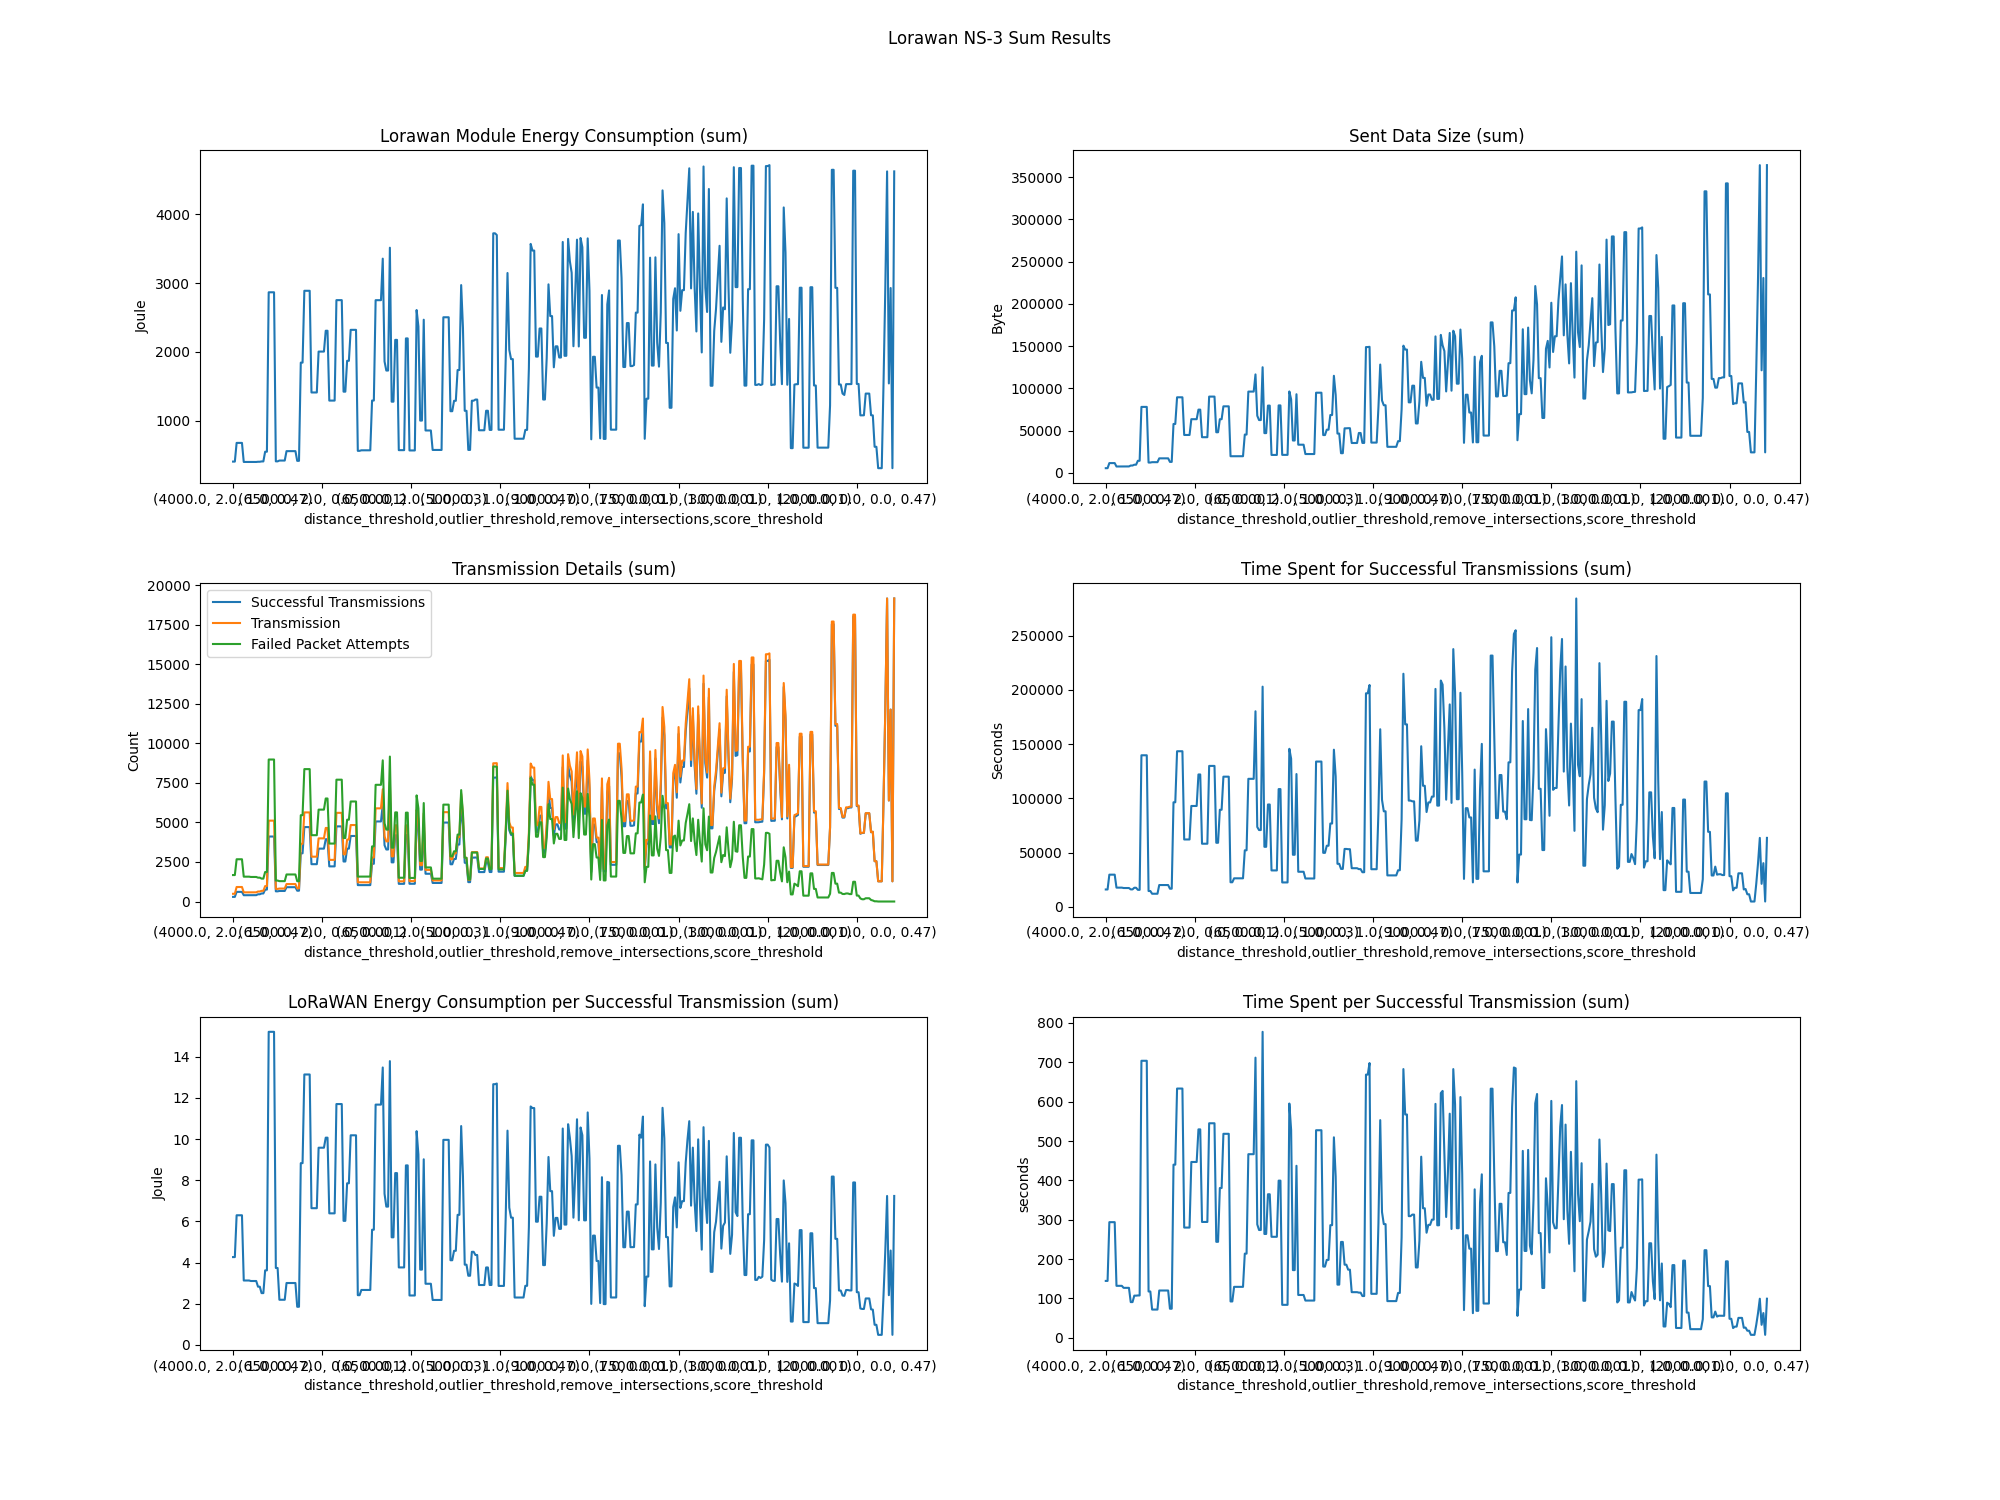 Lorawan NS-3 Sum Results
Lorawan Module Energy Consumption (sum)
Joule
4000
3000
2000
1000
distance_threshold,outlier_threshold,remove_intersections,score_threshold
Sent Data Size (sum)
Byte
350000
300000
250000
200000
150000
100000
50000
0
distance_threshold,outlier_threshold,remove_intersections,score_threshold
Transmission Details (sum)
Count
20000
17500
15000
12500
10000
7500
5000
2500
0
Successful Transmissions
Transmission
Failed Packet Attempts
distance_threshold,outlier_threshold,remove_intersections,score_threshold
Time Spent for Successful Transmissions (sum)
Seconds
250000
200000
150000
100000
50000
0
distance_threshold,outlier_threshold,remove_intersections,score_threshold
LoRaWAN Energy Consumption per Successful Transmission (sum)
Joule
14
12
10
8
6
4
2
0
distance_threshold,outlier_threshold,remove_intersections,score_threshold
Time Spent per Successful Transmission (sum)
seconds
800
700
600
500
400
300
200
100
0
distance_threshold,outlier_threshold,remove_intersections,score_threshold